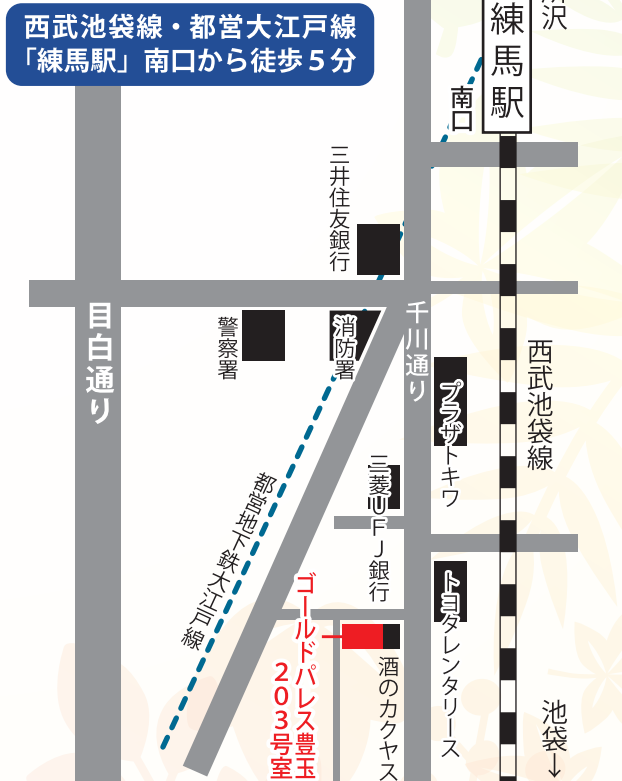 西武池袋線・都営大江戸線
「練馬駅」南口から徒歩５分
所沢
練馬駅
南口
三井住友銀行
目白通り
警察署
消防署
千川通り
プラザトキワ
西武池袋線
三菱ＵＦＪ銀行
都営地下鉄大江戸線
トヨタレンタリース
ゴールドパレス豊玉
２０３号室
酒のカクヤス
池袋→